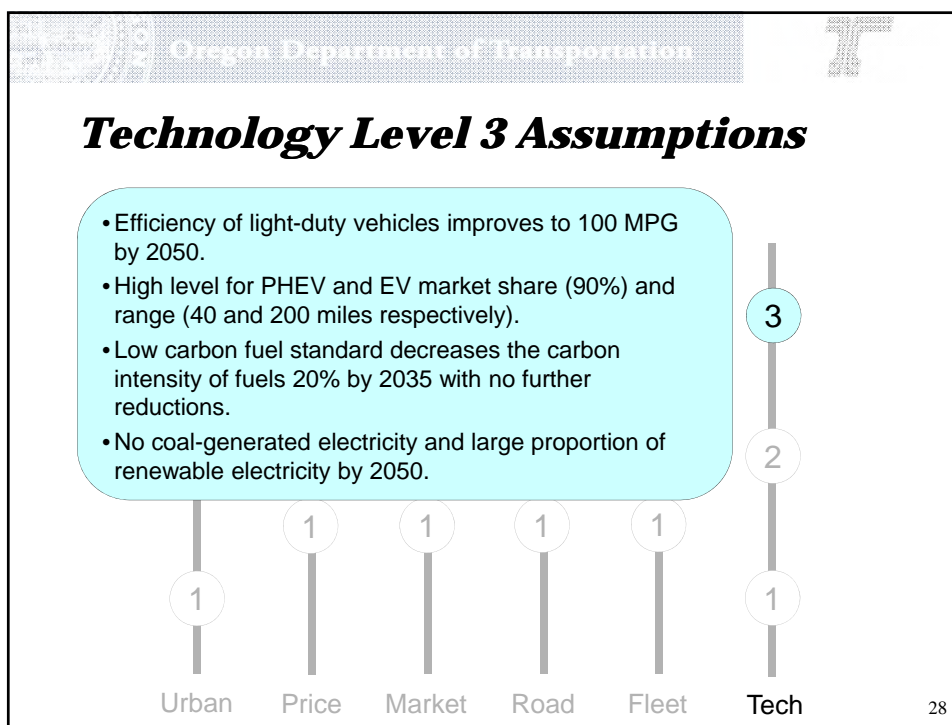 Oregon Department of Transportation
Technology Level 3 Assumptions
• Efficiency of light-duty vehicles improves to 100 MPG
by 2050.
• High level for PHEV and EV market share (90%) and
range (40 and 200 miles respectively).
• Low carbon fuel standard decreases the carbon
intensity of fuels 20% by 2035 with no further
reductions.
• No coal-generated electricity and large proportion of
renewable electricity by 2050.
3
2
1 1 1 1
1 1
Urban Price Market Road Fleet Tech
28